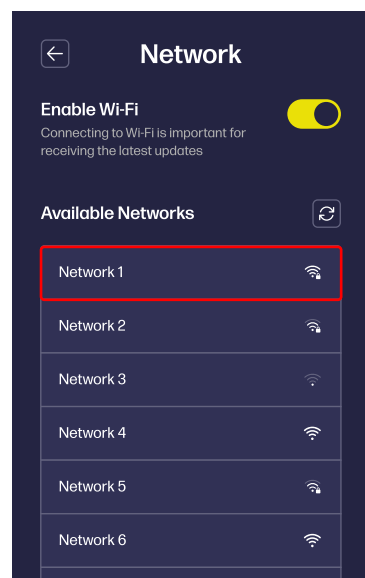 Network
Enable Wi-Fi
Connecting to Wi-Fi is important for
receiving the latest updates
Available Networks
Network 1
Network 2
Network 3
Network 4
Network 5
Network 6